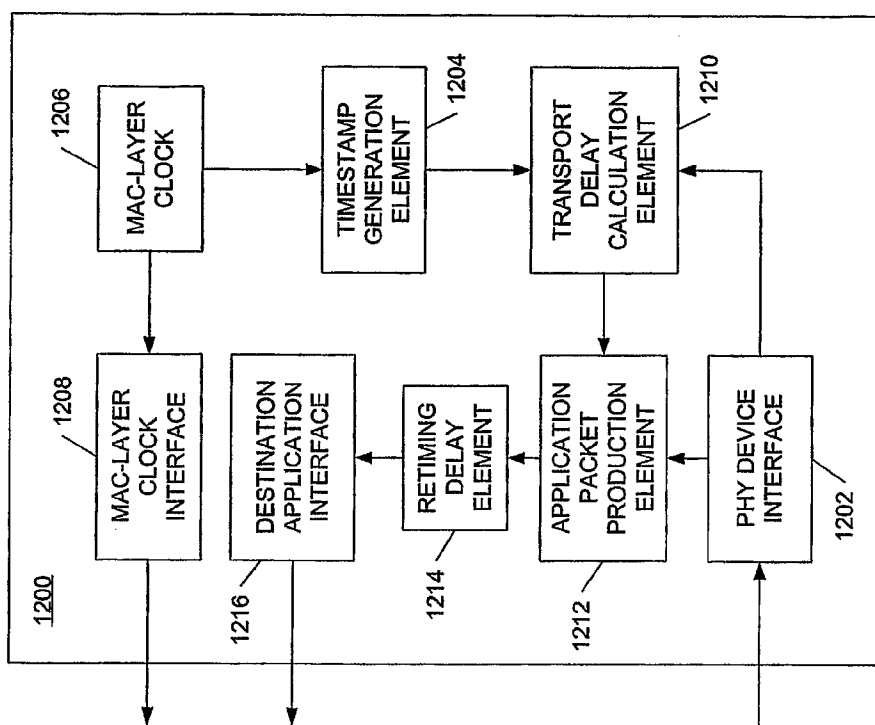 1200
1206
MAC-LAYER
CLOCK
1208
MAC-LAYER
CLOCK
INTERFACE
TIMESTAMP
GENERATION
ELEMENT
1204
DESTINATION
APPLICATION
INTERFACE
1216
RETIMING
DELAY
ELEMENT
1214
TRANSPORT
DELAY
CALCULATION
ELEMENT
1210
APPLICATION
PACKET
PRODUCTION
ELEMENT
1212
PHY DEVICE
INTERFACE
1202